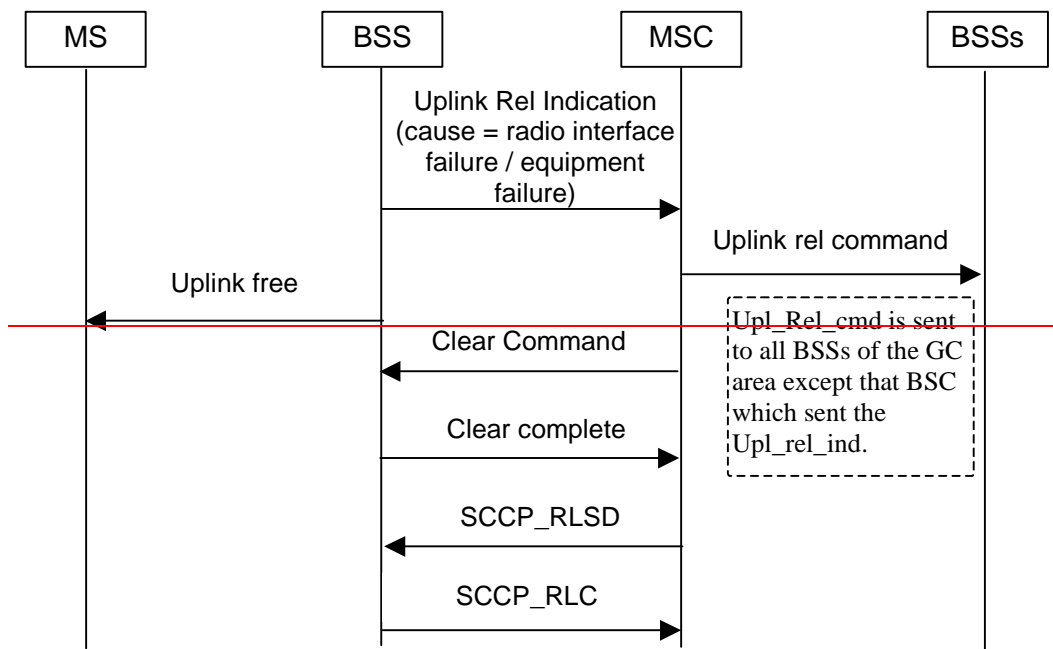 MS
BSS
MSC
BSSs
Uplink Rel Indication
(cause = radio interface
failure / equipment
failure)
Uplink rel command
Uplink free
Upl_Rel_cmd is sent
to all BSSs of the GC
area except that BSC
which sent the
Upl_rel_ind.
Clear Command
Clear complete
SCCP_RLSD
SCCP_RLC